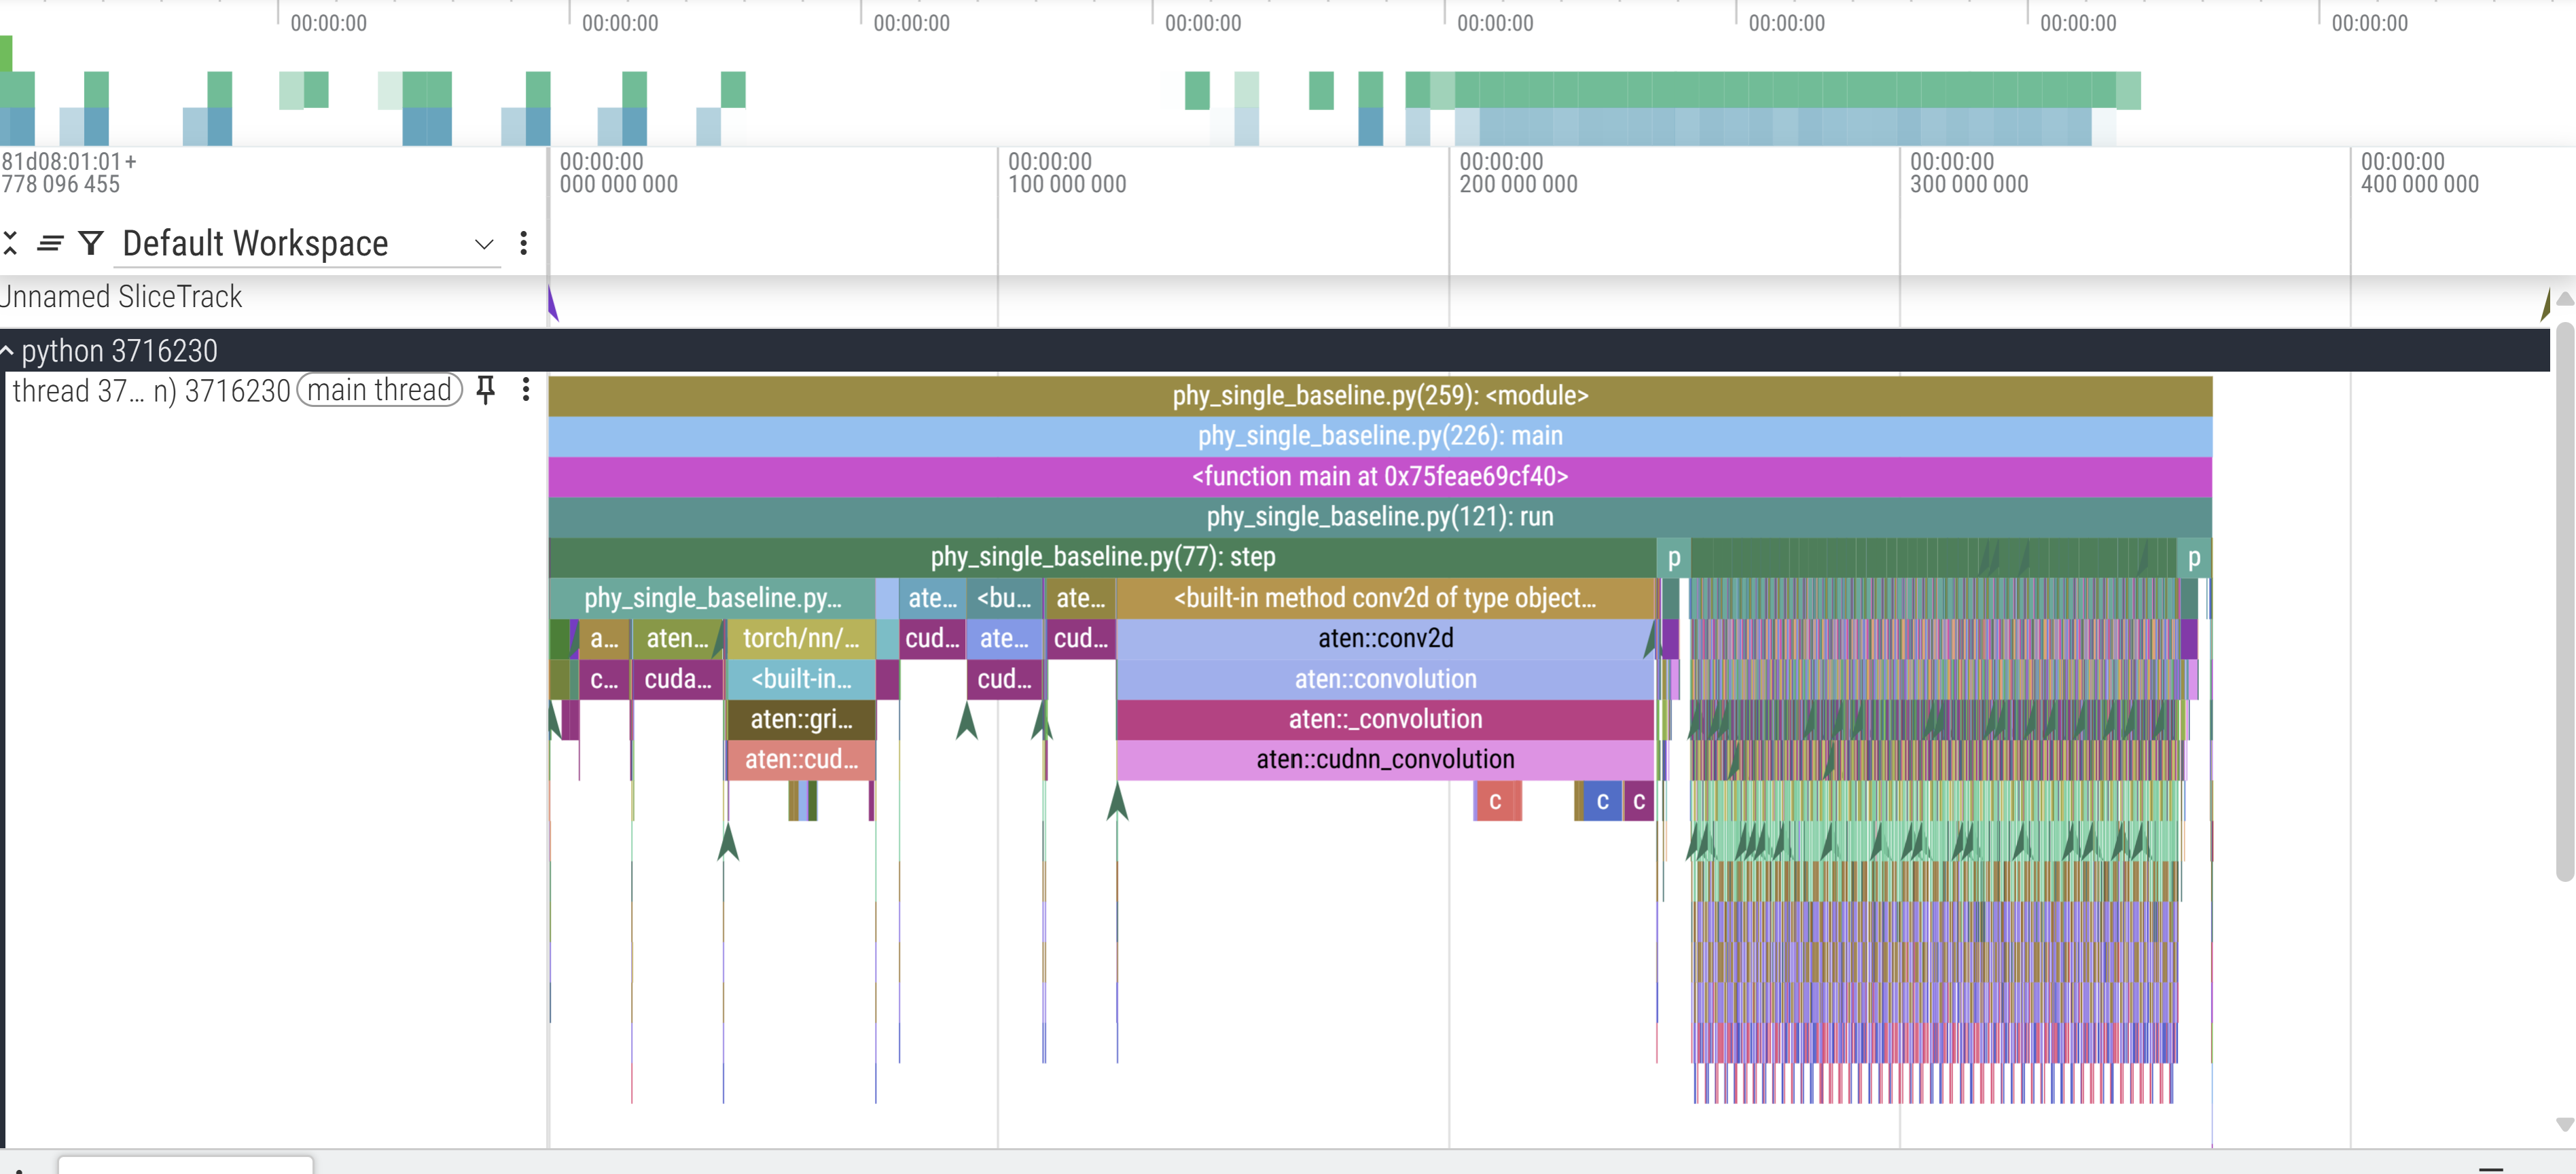 00:00:00 00:00:00 00:00:00 00:00:00 00:00:00 00:00:00 00:00:00 00:00:00
81d08:01:01 + 00:00:00 00:00:00 00:00:00 00:00:00 00:00:00
778 096 455 000 000 000 100 000 000 200 000 000 300 000 000 400 000 000
Default Workspace
Unnamed SliceTrack
python 3716230
thread 37... n) 3716230 main thread
phy_single_baseline.py(259): <module>
phy_single_baseline.py(226): main
<function main at 0x75feae69cf40>
phy_single_baseline.py(121): run
phy_single_baseline.py(77): step p p
phy_single_baseline.py... ate... <bu... ate... <built-in method conv2d of type object...
a... aten... torch/nn/... cud... ate... cud... aten::conv2d
c... cuda... <built-in... cud... aten::convolution
aten::gri... aten::_convolution
aten::cud... aten::cudnn_convolution
c c c